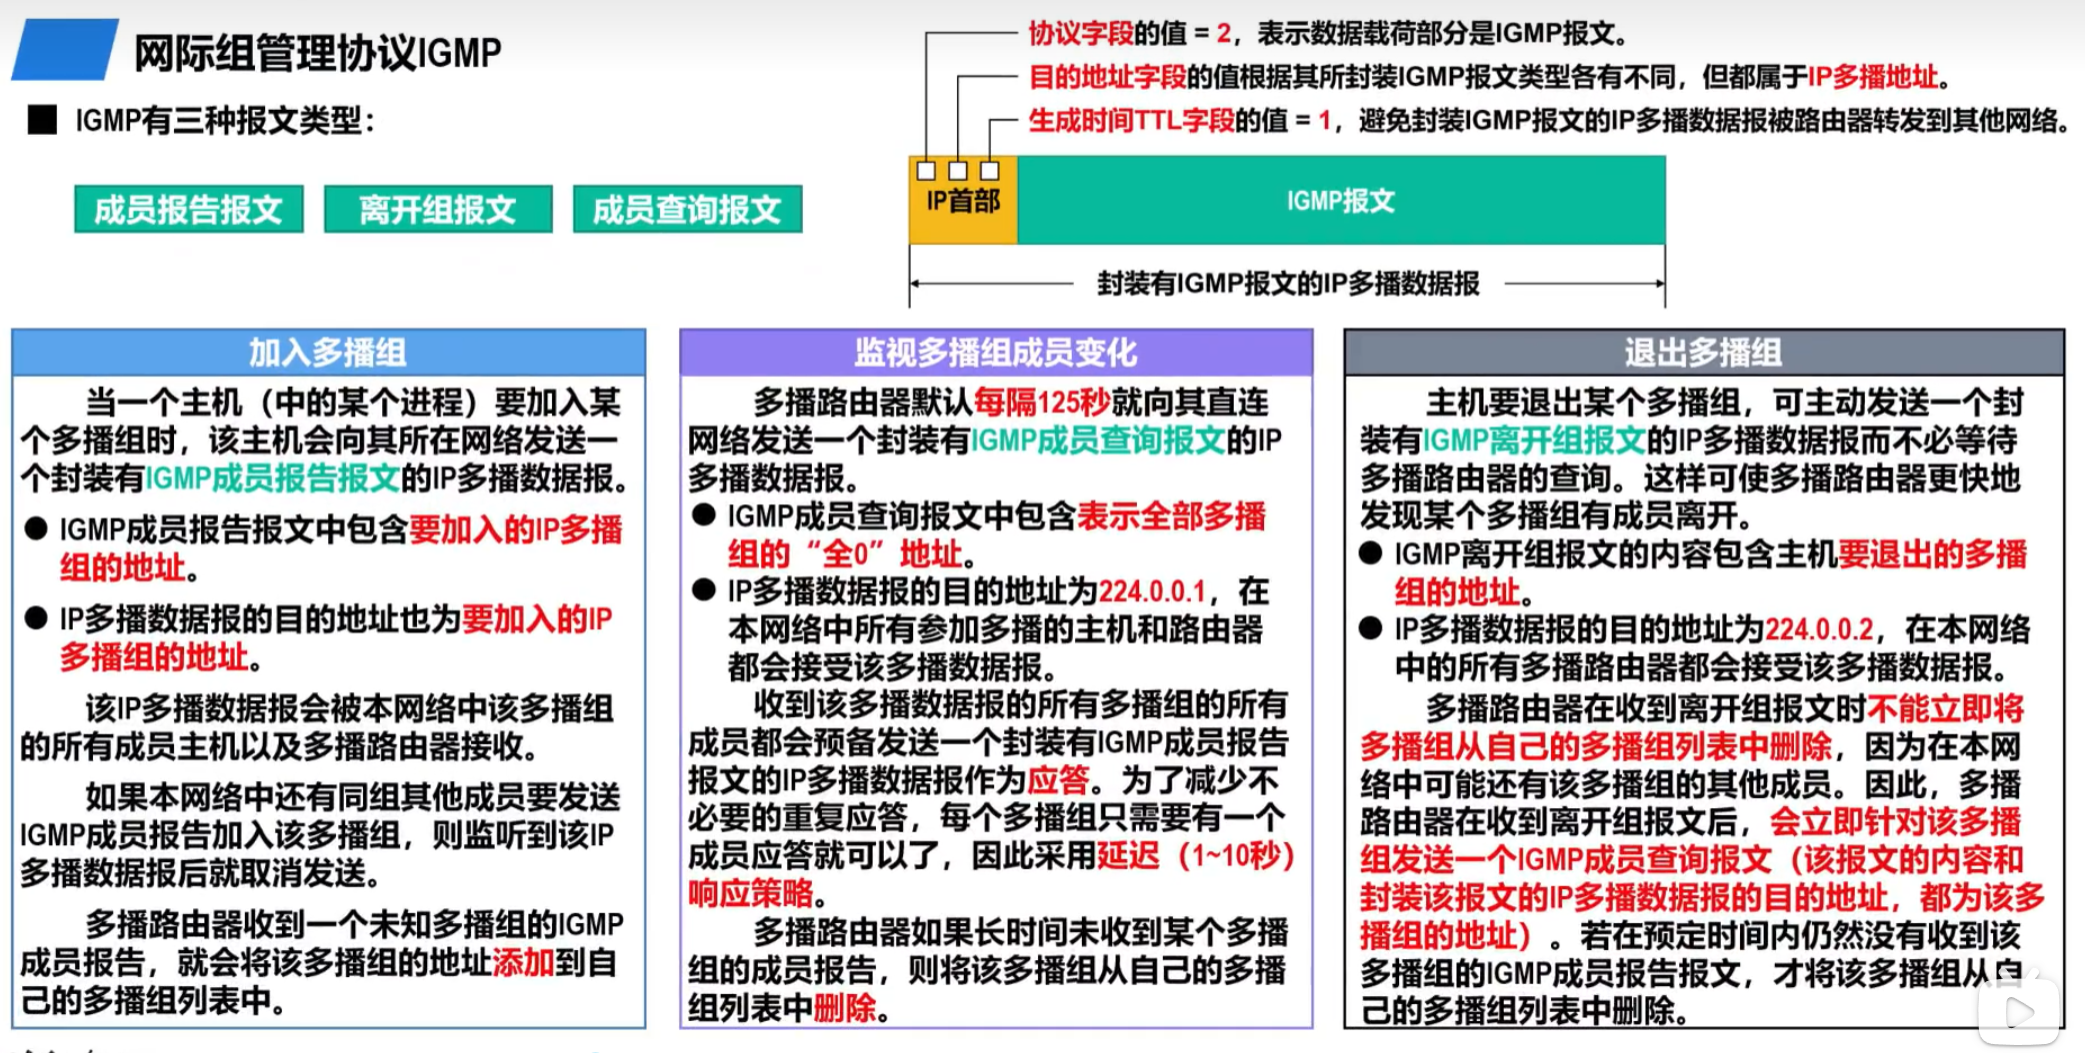 网际组管理协议IGMP
■ IGMP有三种报文类型：
成员报告报文
离开组报文
成员查询报文
协议字段的值 = 2，表示数据载荷部分是IGMP报文。
目的地址字段的值根据其所封装IGMP报文类型各有不同，但都属于IP多播地址。
生成时间TTL字段的值 = 1，避免封装IGMP报文的IP多播数据报被路由器转发到其他网络。
IP首部
IGMP报文
封装有IGMP报文的IP多播数据报
加入多播组
当一个主机（中的某个进程）要加入某
个多播组时，该主机会向其所在网络发送一
个封装有IGMP成员报告报文的IP多播数据报。
● IGMP成员报告报文中包含要加入的IP多播
组的地址。
● IP多播数据报的目的地址也为要加入的IP
多播组的地址。
该IP多播数据报会被本网络中该多播组
的所有成员主机以及多播路由器接收。
如果本网络中还有同组其他成员要发送
IGMP成员报告加入该多播组，则监听到该IP
多播数据报后就取消发送。
多播路由器收到一个未知多播组的IGMP
成员报告，就会将该多播组的地址添加到自
己的多播组列表中。
监视多播组成员变化
多播路由器默认每隔125秒就向其直连
网络发送一个封装有IGMP成员查询报文的IP
多播数据报。
● IGMP成员查询报文中包含表示全部多播
组的“全0”地址。
● IP多播数据报的目的地址为224.0.0.1，在
本网络中所有参加多播的主机和路由器
都会接受该多播数据报。
收到该多播数据报的所有多播组的所有
成员都会预备发送一个封装有IGMP成员报告
报文的IP多播数据报作为应答。为了减少不
必要的重复应答，每个多播组只需要有一个
成员应答就可以了，因此采用延迟（1~10秒）
响应策略。
多播路由器如果长时间未收到某个多播
组的成员报告，则将该多播组从自己的多播
组列表中删除。
退出多播组
主机要退出某个多播组，可主动发送一个封
装有IGMP离开组报文的IP多播数据报而不必等待
多播路由器的查询。这样可使多播路由器更快地
发现某个多播组有成员离开。
● IGMP离开组报文的内容包含主机要退出的多播
组的地址。
● IP多播数据报的目的地址为224.0.0.2，在本网络
中的所有多播路由器都会接受该多播数据报。
多播路由器在收到离开组报文时不能立即将
多播组从自己的多播组列表中删除，因为在本网
络中可能还有该多播组的其他成员。因此，多播
路由器在收到离开组报文后，会立即针对该多播
组发送一个IGMP成员查询报文（该报文的内容和
封装该报文的IP多播数据报的目的地址，都为该多
播组的地址）。若在预定时间内仍然没有收到该
多播组的IGMP成员报告报文，才将该多播组从自
己的多播组列表中删除。